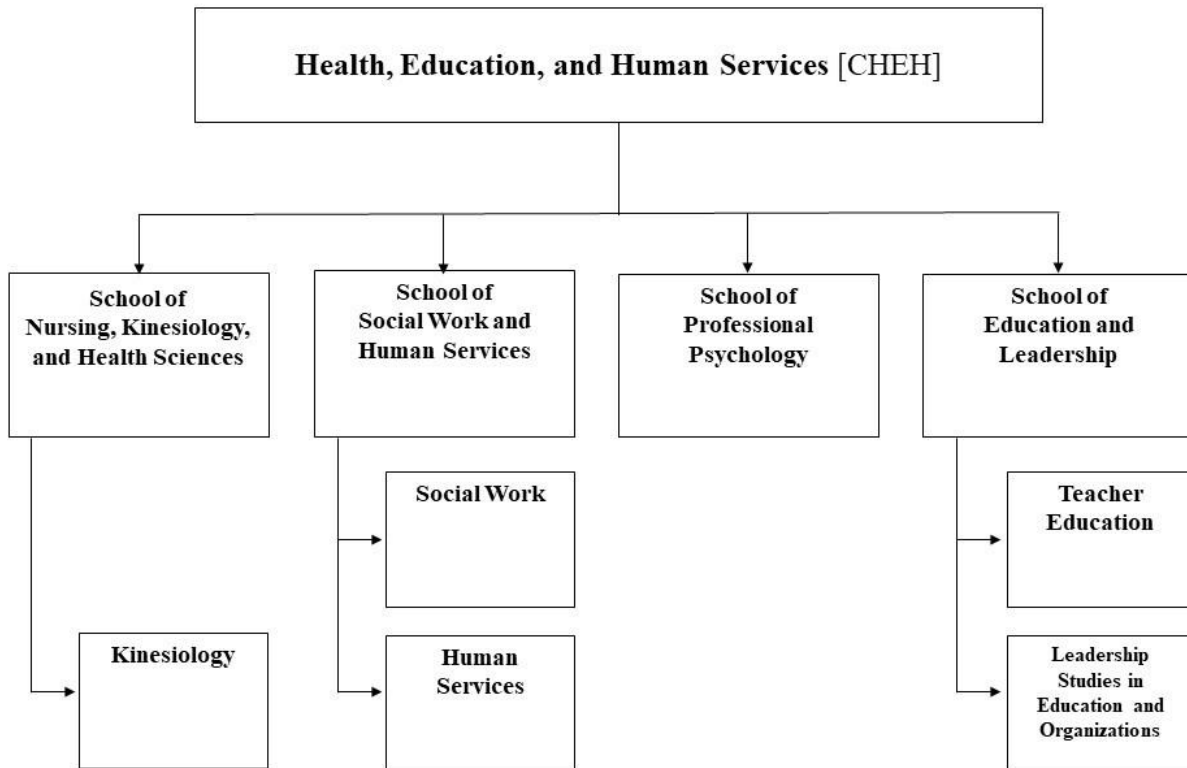 Health, Education, and Human Services [CHEH]
School of
Nursing, Kinesiology,
and Health Sciences
School of
Social Work and
Human Services
School of
Professional
Psychology
School of
Education and
Leadership
Social Work
Teacher
Education
Kinesiology
Human
Services
Leadership
Studies in
Education and
Organizations